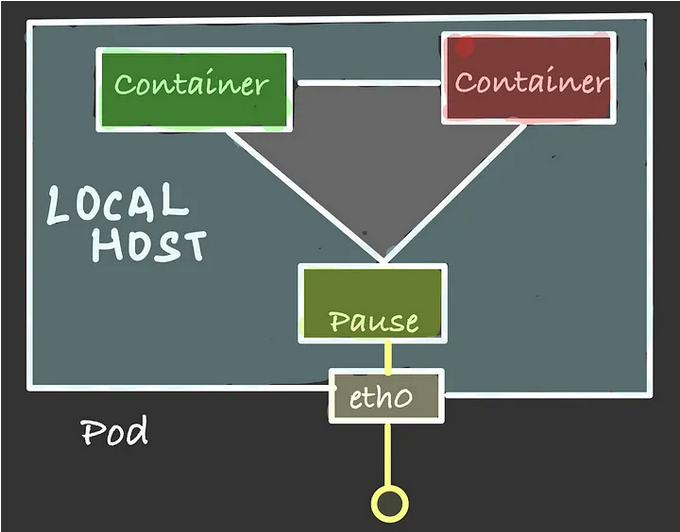 Container
Container
LOCAL
HOST
Pause
eth0
Pod